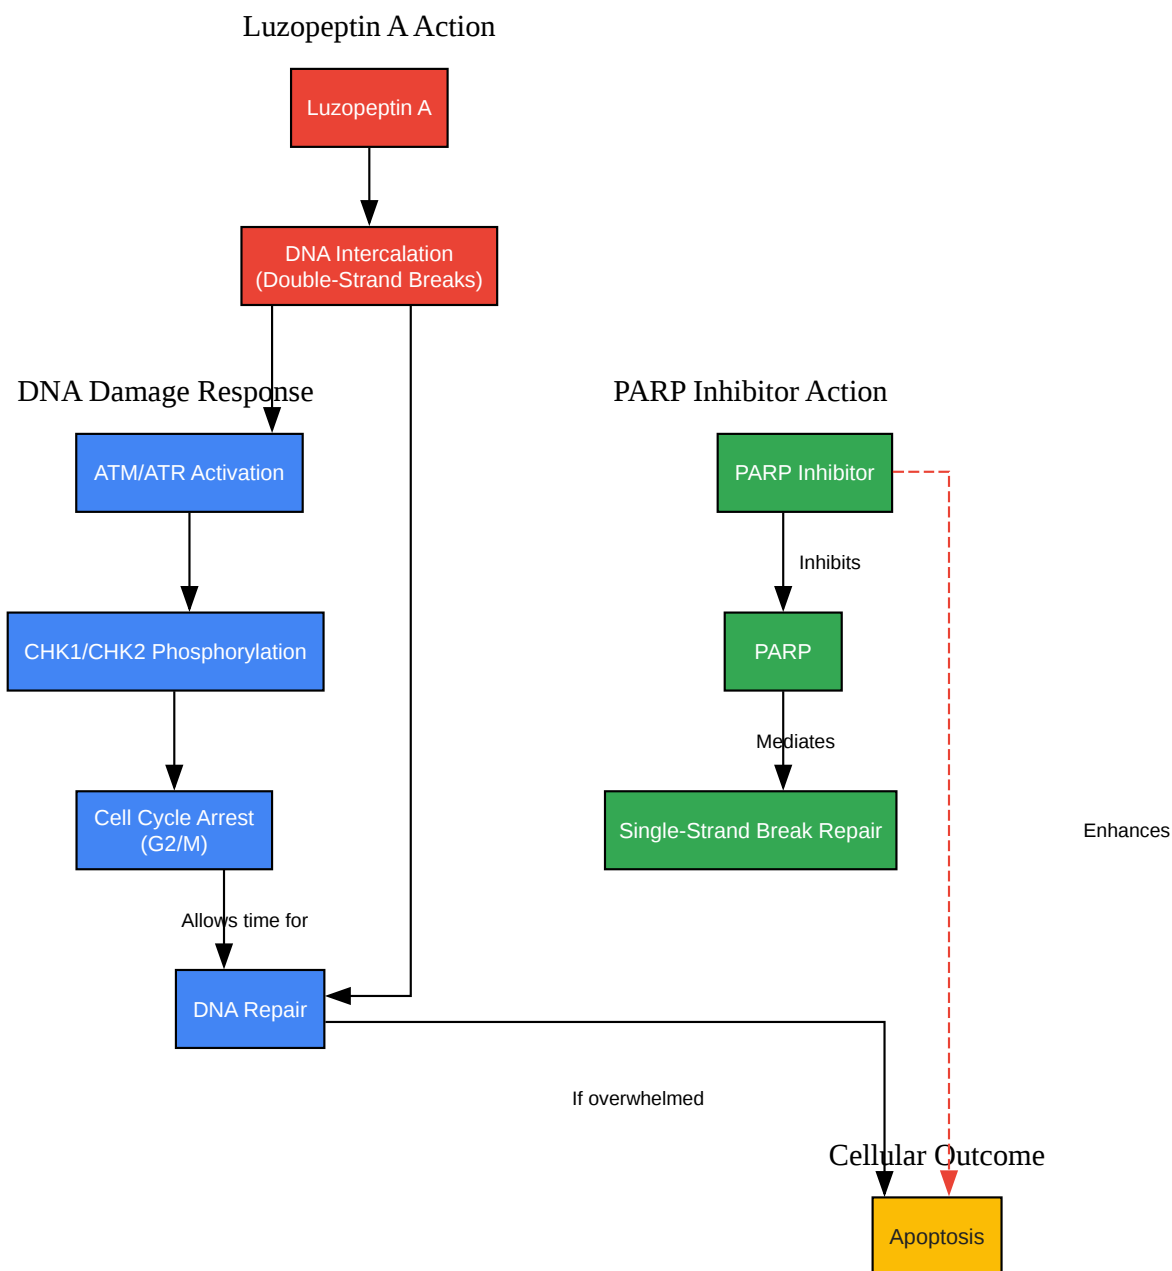 Luzopeptin A Action
Luzopeptin A
DNA Intercalation
(Double-Strand Breaks)
DNA Damage Response
PARP Inhibitor Action
ATM/ATR Activation
PARP Inhibitor
Inhibits
CHK1/CHK2 Phosphorylation
PARP
Mediates
Cell Cycle Arrest
(G2/M)
Single-Strand Break Repair
Enhances
Allows time for
DNA Repair
If overwhelmed
Cellular Outcome
Apoptosis